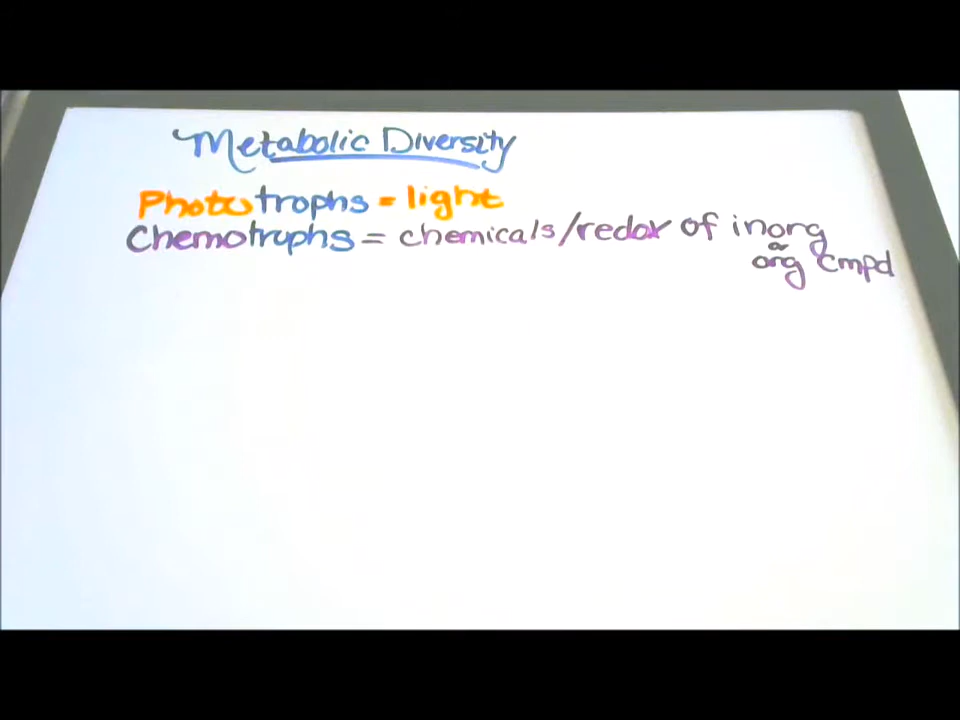 Metabolic Diversity
Phototrophs = light
Chemotrophs = chemicals/redox of inorg
or
org cmpd